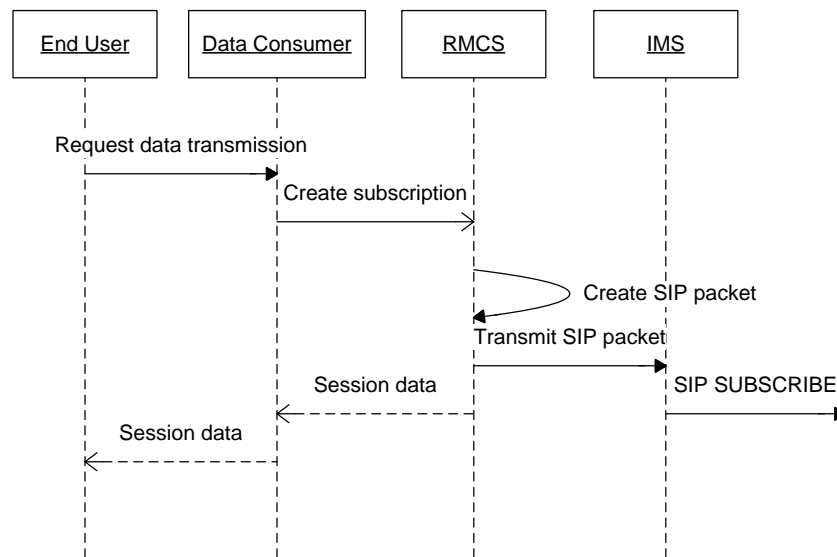 End User
Data Consumer
RMCS
IMS
Request data transmission
Create subscription
Create SIP packet
Transmit SIP packet
Session data
SIP SUBSCRIBE
Session data